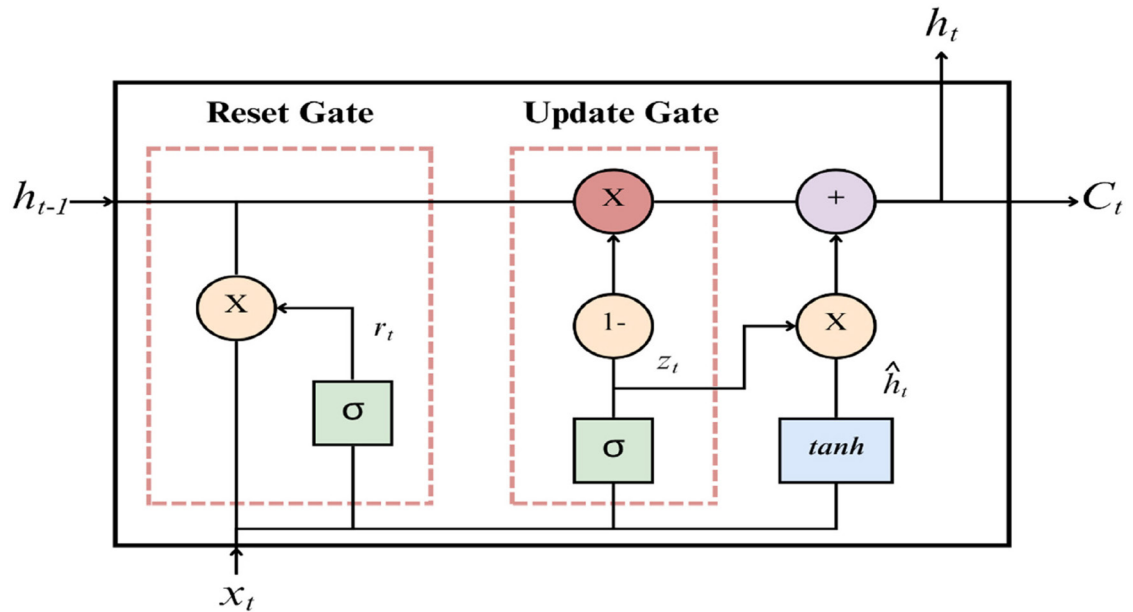 h_t
Reset Gate
Update Gate
h_{t-1}
X
+
C_t
X
r_t
1-
X
z_t
ĥ_t
σ
σ
tanh
x_t